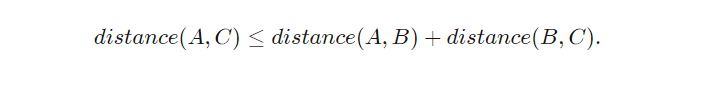 distance(A, C) ≤ distance(A, B) + distance(B, C).